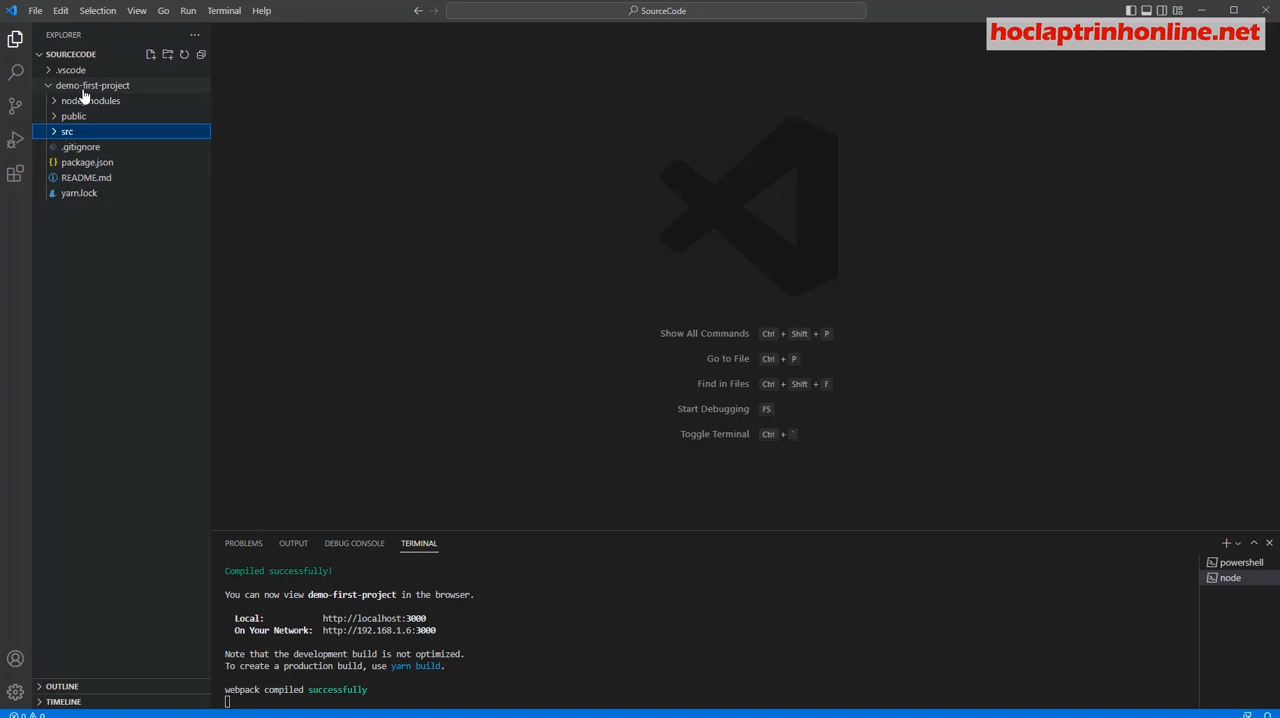 File Edit Selection View Go Run Terminal Help
SourceCode
hoclaptrinhonline.net
EXPLORER
SOURCECODE
.vscode
demo-first-project
node_modules
public
src
.gitignore
package.json
README.md
yarn.lock
Show All Commands Ctrl + Shift + P
Go to File Ctrl + P
Find in Files Ctrl + Shift + F
Start Debugging F5
Toggle Terminal Ctrl + `
PROBLEMS OUTPUT DEBUG CONSOLE TERMINAL
powershell
node
Compiled successfully!
You can now view demo-first-project in the browser.
Local: http://localhost:3000
On Your Network: http://192.168.1.6:3000
Note that the development build is not optimized.
To create a production build, use yarn build.
webpack compiled successfully
OUTLINE
TIMELINE
0 0